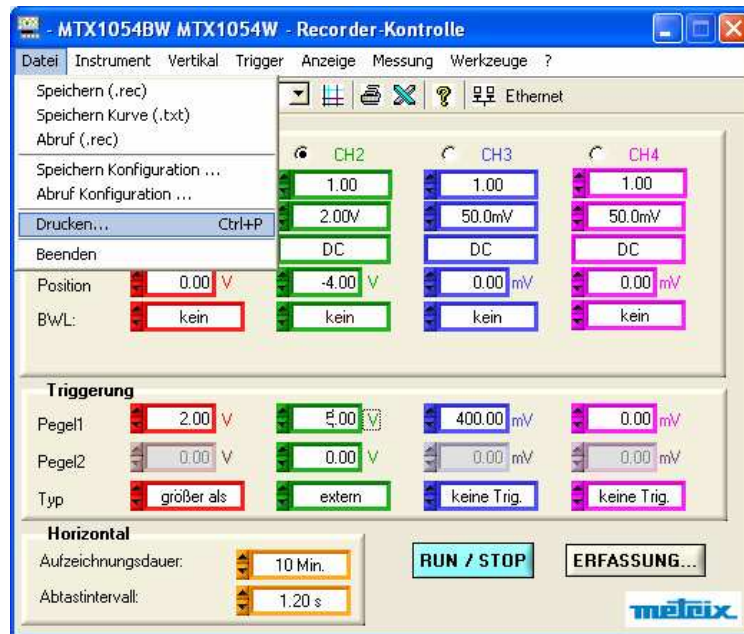 - MTX1054BW MTX1054W - Recorder-Kontrolle
Datei Instrument Vertikal Trigger Anzeige Messung Werkzeuge ?
Speichern (.rec)
Speichern Kurve (.txt)
Abruf (.rec)
Speichern Konfiguration ...
Abruf Konfiguration ...
Drucken... Ctrl+P
Beenden
Ethernet
CH2 CH3 CH4
1.00 1.00 1.00
2.00V 50.0mV 50.0mV
DC DC DC
Position 0.00 V -4.00 V 0.00 mV 0.00 mV
BWL: kein kein kein kein
Triggerung
Pegel1 2.00 V 5.00 V 400.00 mV 0.00 mV
Pegel2 0.00 V 0.00 V 0.00 mV 0.00 mV
Typ größer als extern keine Trig. keine Trig.
Horizontal
Aufzeichnungsdauer: 10 Min.
Abtastintervall: 1.20 s
RUN / STOP ERFASSUNG...
metrix